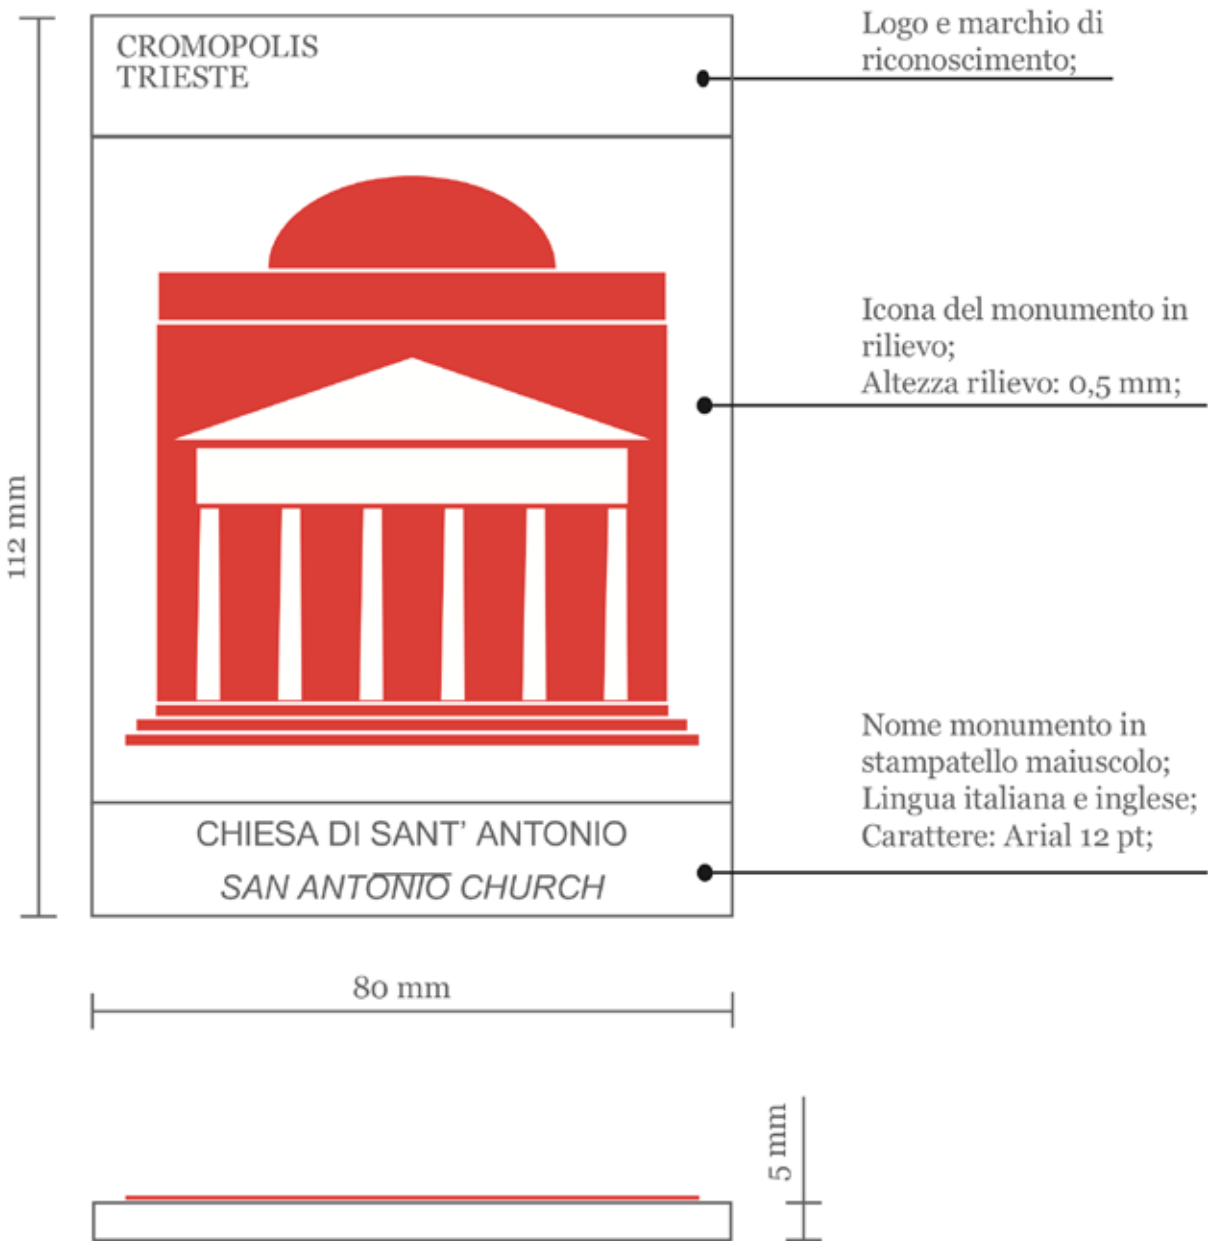 CROMOPOLIS
TRIESTE
Logo e marchio di
riconoscimento;
Icona del monumento in
rilievo;
Altezza rilievo: 0,5 mm;
112 mm
Nome monumento in
stampatello maiuscolo;
Lingua italiana e inglese;
Carattere: Arial 12 pt;
CHIESA DI SANT’ ANTONIO
SAN ANTONIO CHURCH
80 mm
5 mm